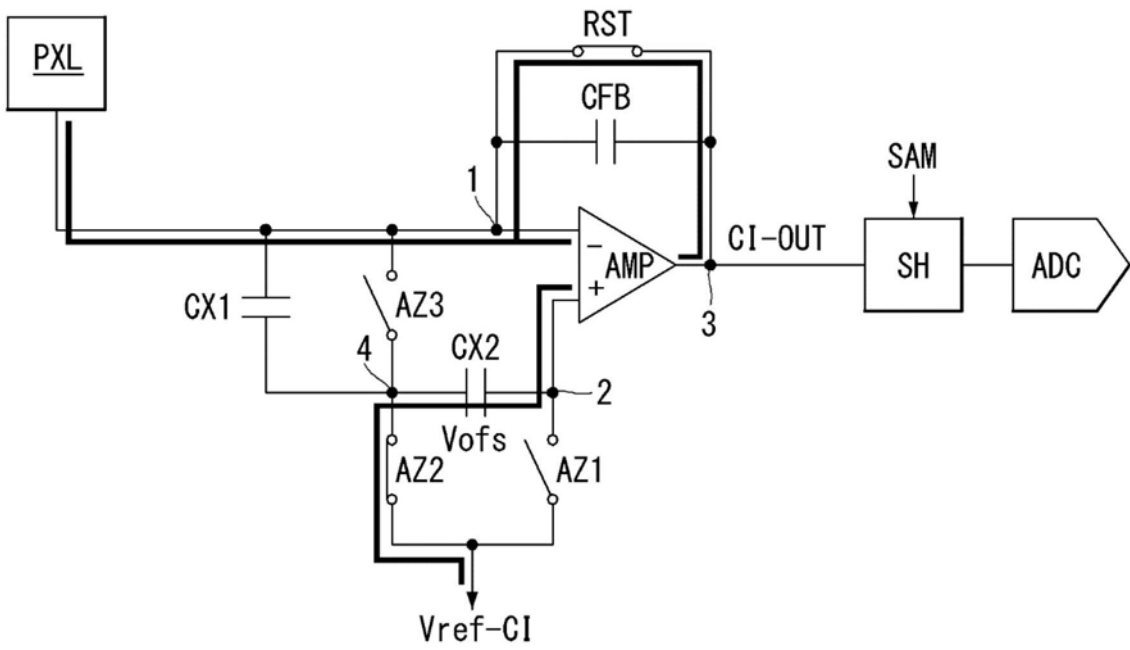 RST
PXL
CFB
SAM
1
−
AMP
+
CI-OUT
SH
ADC
CX1
AZ3
3
4
CX2
2
Vofs
AZ2
AZ1
Vref-CI